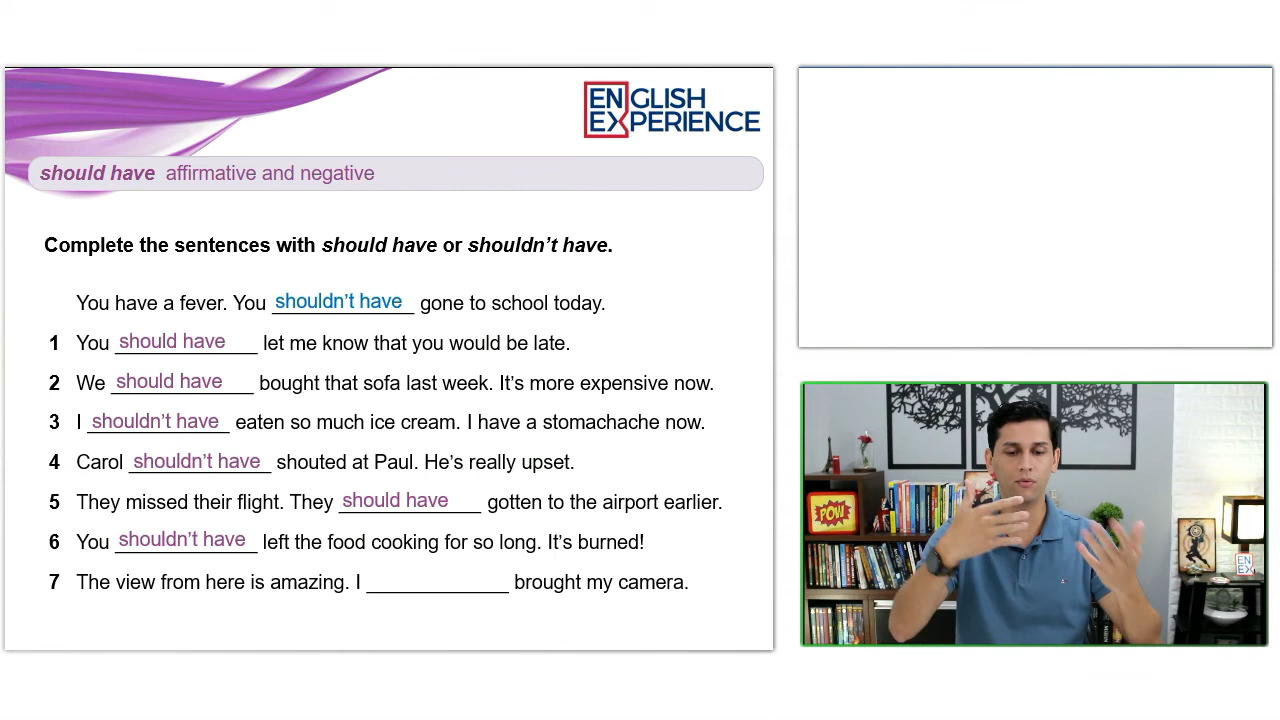 ENGLISH
EXPERIENCE
should have affirmative and negative
Complete the sentences with should have or shouldn’t have.
You have a fever. You shouldn’t have gone to school today.
1 You should have let me know that you would be late.
2 We should have bought that sofa last week. It’s more expensive now.
3 I shouldn’t have eaten so much ice cream. I have a stomachache now.
4 Carol shouldn’t have shouted at Paul. He’s really upset.
5 They missed their flight. They should have gotten to the airport earlier.
6 You shouldn’t have left the food cooking for so long. It’s burned!
7 The view from here is amazing. I ____________ brought my camera.
POW
EN
EX